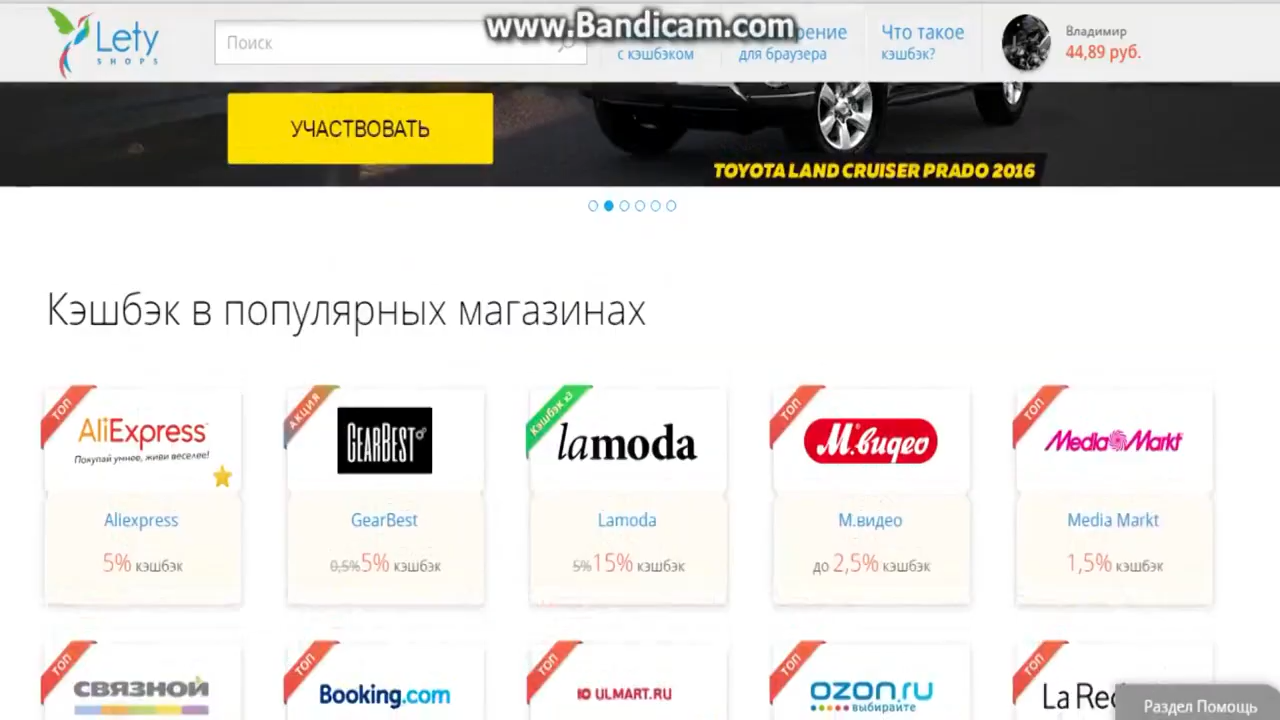 www.Bandicam.com
Lety
SHOPS
Поиск
с кэшбэком
для браузера
Что такое
кэшбэк?
Владимир
44,89 руб.
УЧАСТВОВАТЬ
TOYOTA LAND CRUISER PRADO 2016
Кэшбэк в популярных магазинах
ТОП
AliExpress
Покупай умнее, живи веселее!
Aliexpress
5% кэшбэк
АКЦИЯ
GEARBEST
GearBest
0,5% 5% кэшбэк
Кэшбэк x3
lamoda
Lamoda
5% 15% кэшбэк
ТОП
М.видео
М.видео
до 2,5% кэшбэк
ТОП
Media Markt
Media Markt
1,5% кэшбэк
ТОП
СВЯЗНОЙ
ТОП
Booking.com
ТОП
Ю ULMART.RU
ТОП
OZON.RU
выбирайте
ТОП
La Red
Раздел Помощь